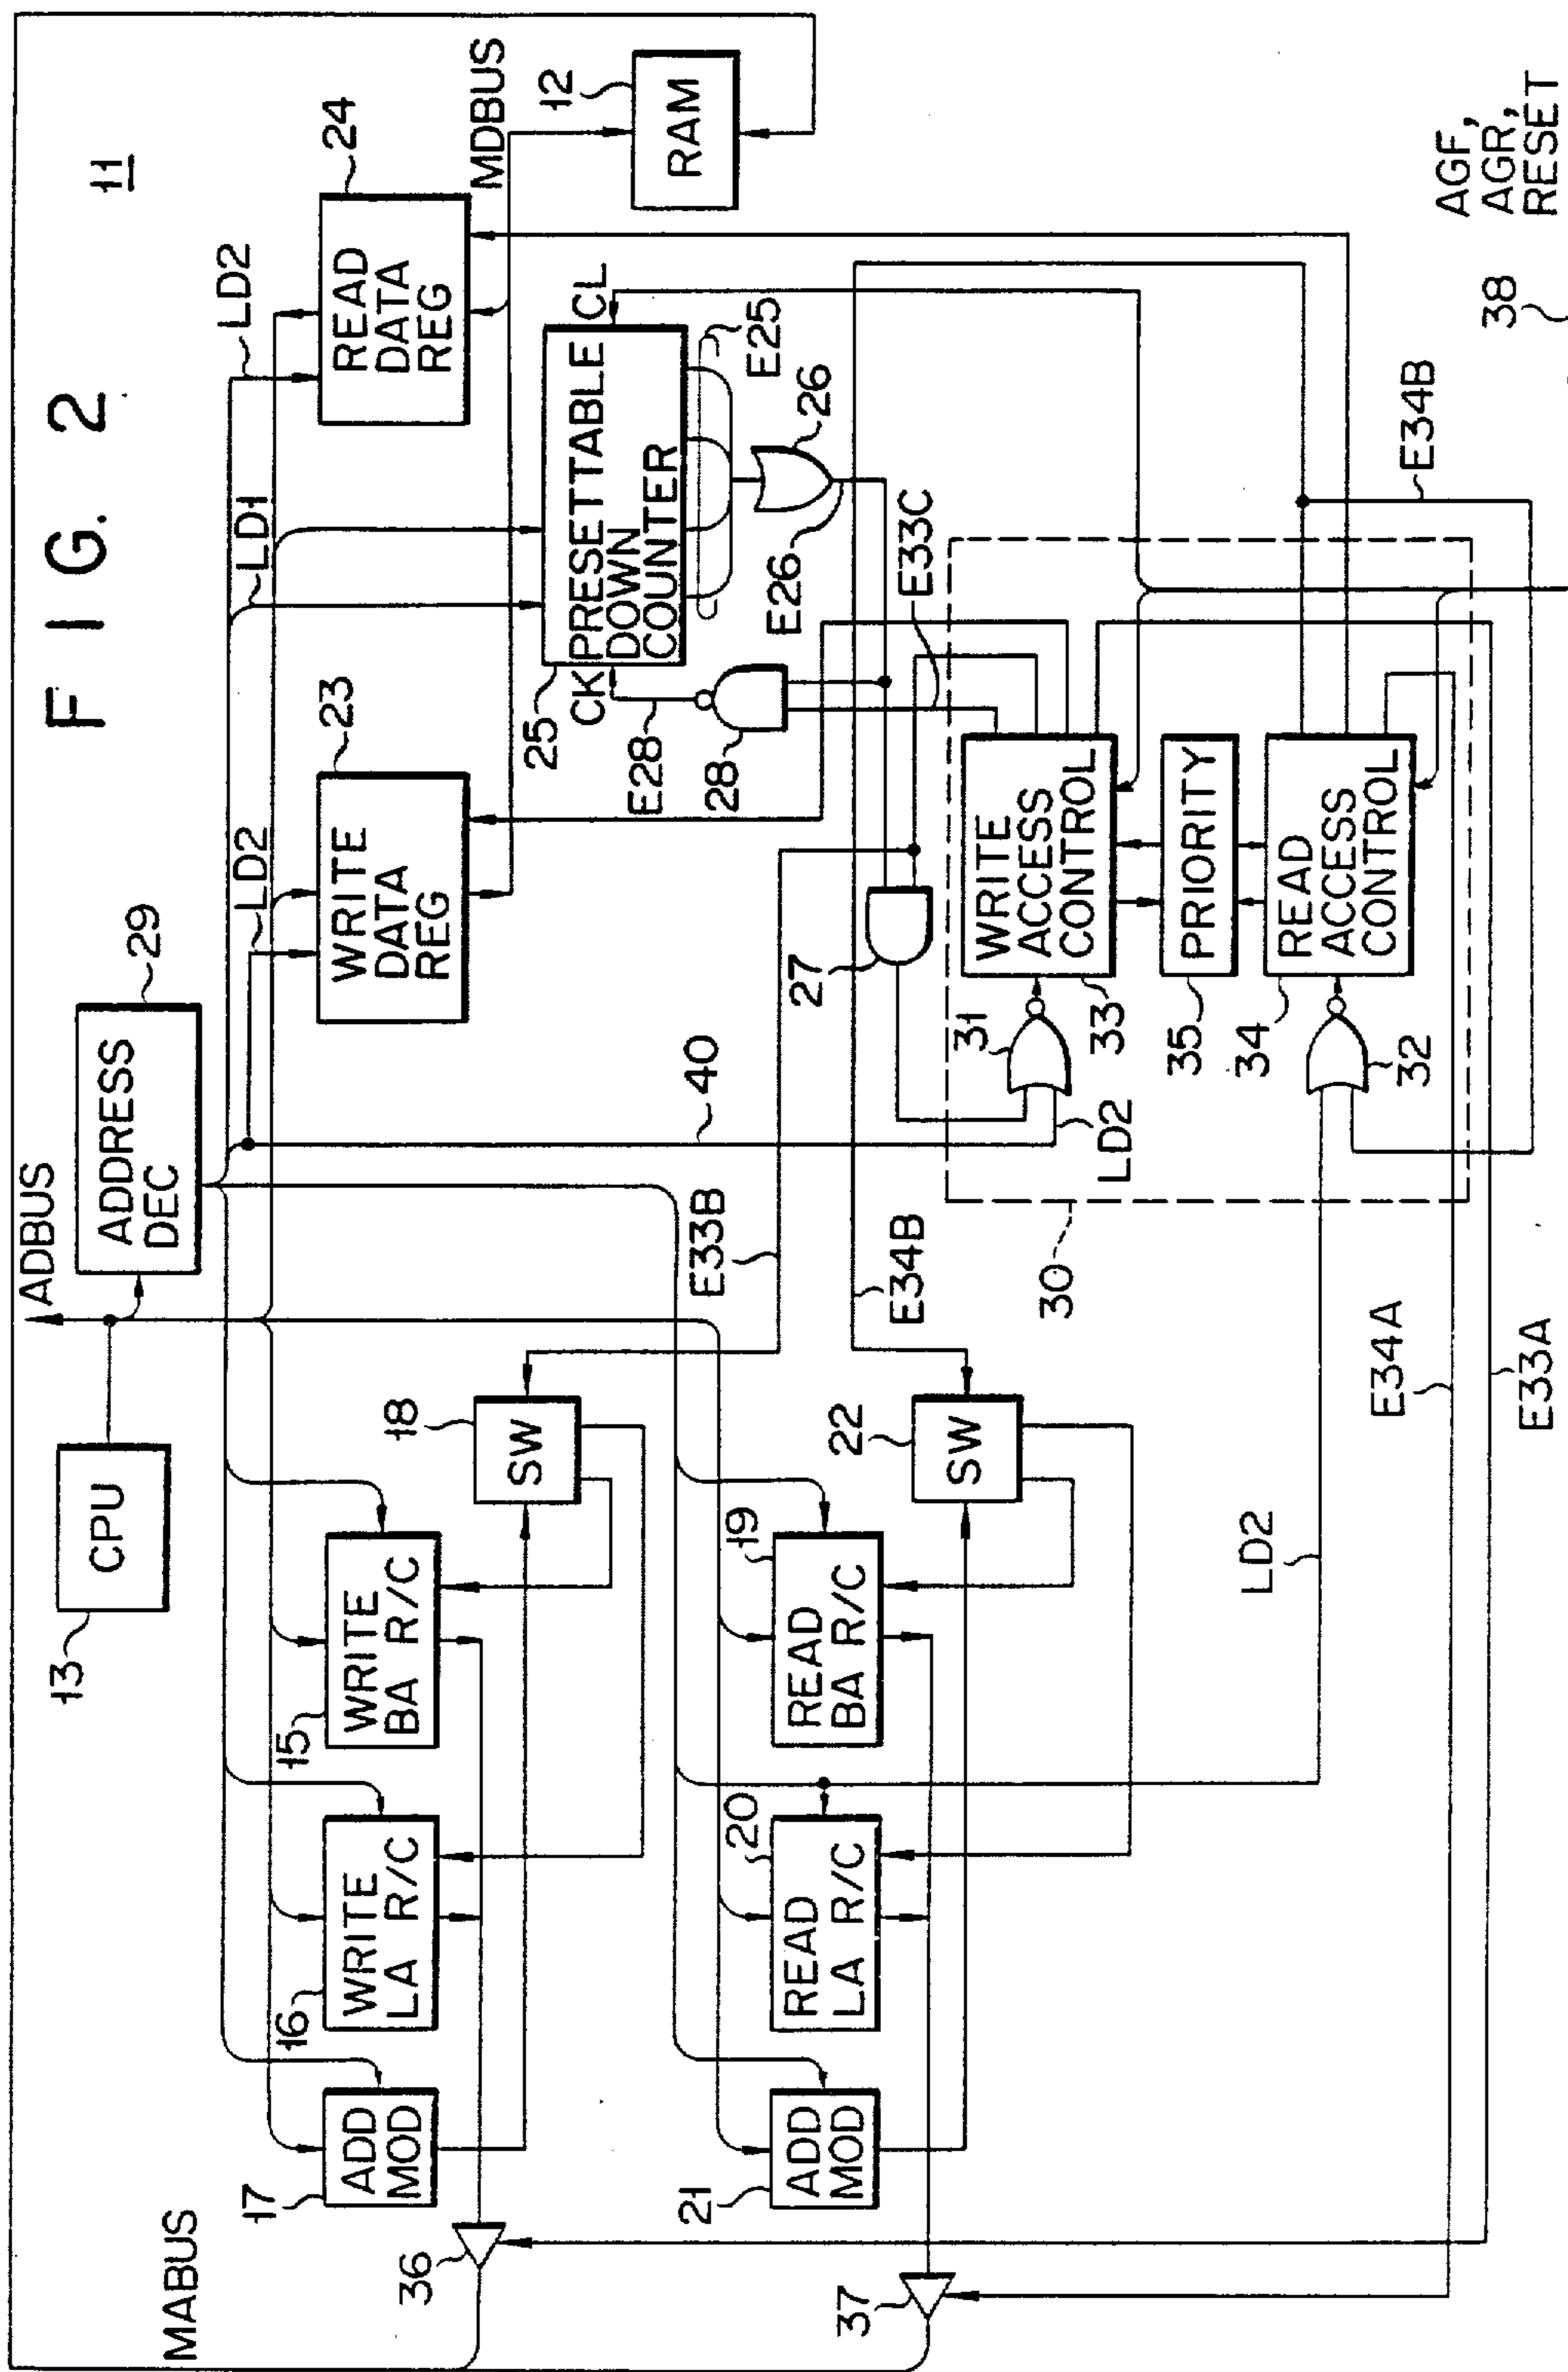 FIG. 2
11
ADBUS
MABUS
MDBUS
13
CPU
29
ADDRESS
DEC
LD2
LD1
LD2
17
ADD
MOD
16
WRITE
LA R/C
15
WRITE
BA R/C
18
SW
23
WRITE
DATA
REG
24
READ
DATA
REG
12
RAM
25
CK
PRESETTABLE
DOWN
COUNTER
CL
E25
E28
28
26
E26
E33C
36
E33B
40
27
21
ADD
MOD
20
READ
LA R/C
19
READ
BA R/C
22
SW
E34B
37
30
31
LD2
33
WRITE
ACCESS
CONTROL
35
PRIORITY
34
READ
ACCESS
CONTROL
32
LD2
E34A
E33A
E34B
38
AGF,
AGR,
RESET